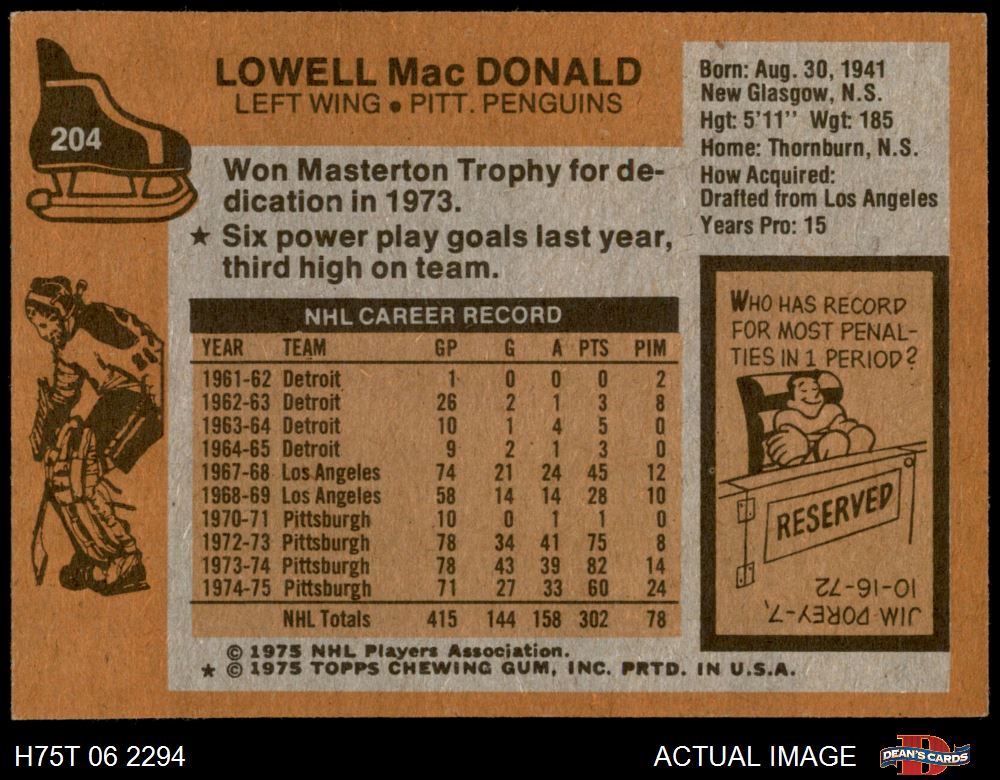 204
LOWELL Mac DONALD
LEFT WING • PITT. PENGUINS
Born: Aug. 30, 1941
New Glasgow, N.S.
Hgt: 5'11" Wgt: 185
Home: Thornburn, N.S.
How Acquired:
Drafted from Los Angeles
Years Pro: 15
Won Masterton Trophy for de-
dication in 1973.
★ Six power play goals last year,
third high on team.
NHL CAREER RECORD
YEAR TEAM GP G A PTS PIM
1961-62 Detroit 1 0 0 0 2
1962-63 Detroit 26 2 1 3 8
1963-64 Detroit 10 1 4 5 0
1964-65 Detroit 9 2 1 3 0
1967-68 Los Angeles 74 21 24 45 12
1968-69 Los Angeles 58 14 14 28 10
1970-71 Pittsburgh 10 0 1 1 0
1972-73 Pittsburgh 78 34 41 75 8
1973-74 Pittsburgh 78 43 39 82 14
1974-75 Pittsburgh 71 27 33 60 24
NHL Totals 415 144 158 302 78
WHO HAS RECORD
FOR MOST PENAL-
TIES IN 1 PERIOD?
RESERVED
JIM DOREY-7,
10-16-72
© 1975 NHL Players Association.
★ © 1975 TOPPS CHEWING GUM, INC. PRTD. IN U.S.A.
H75T 06 2294
ACTUAL IMAGE
DEAN'S CARDS